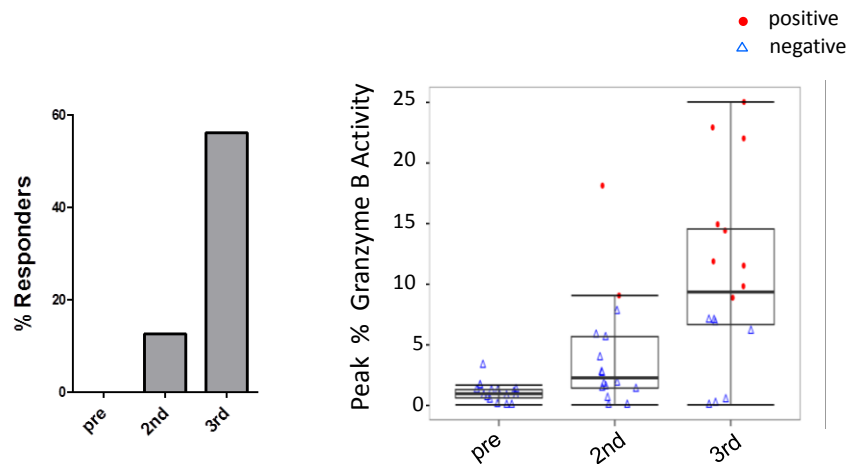 positive
negative
% Responders
60
40
20
0
pre
2nd
3rd
Peak % Granzyme B Activity
25
20
15
10
5
0
pre
2nd
3rd